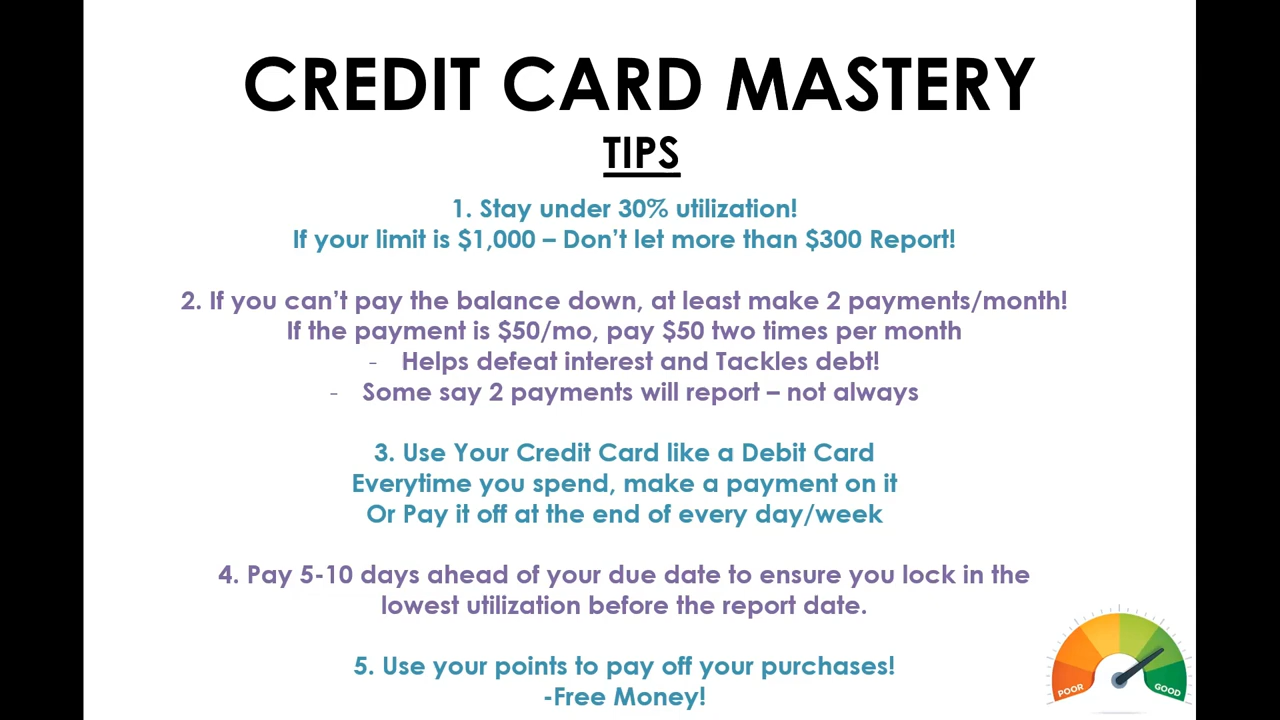 CREDIT CARD MASTERY
TIPS
1. Stay under 30% utilization!
If your limit is $1,000 – Don’t let more than $300 Report!
2. If you can’t pay the balance down, at least make 2 payments/month!
If the payment is $50/mo, pay $50 two times per month
- Helps defeat interest and Tackles debt!
- Some say 2 payments will report – not always
3. Use Your Credit Card like a Debit Card
Everytime you spend, make a payment on it
Or Pay it off at the end of every day/week
4. Pay 5-10 days ahead of your due date to ensure you lock in the
lowest utilization before the report date.
5. Use your points to pay off your purchases!
-Free Money!
POOR
GOOD